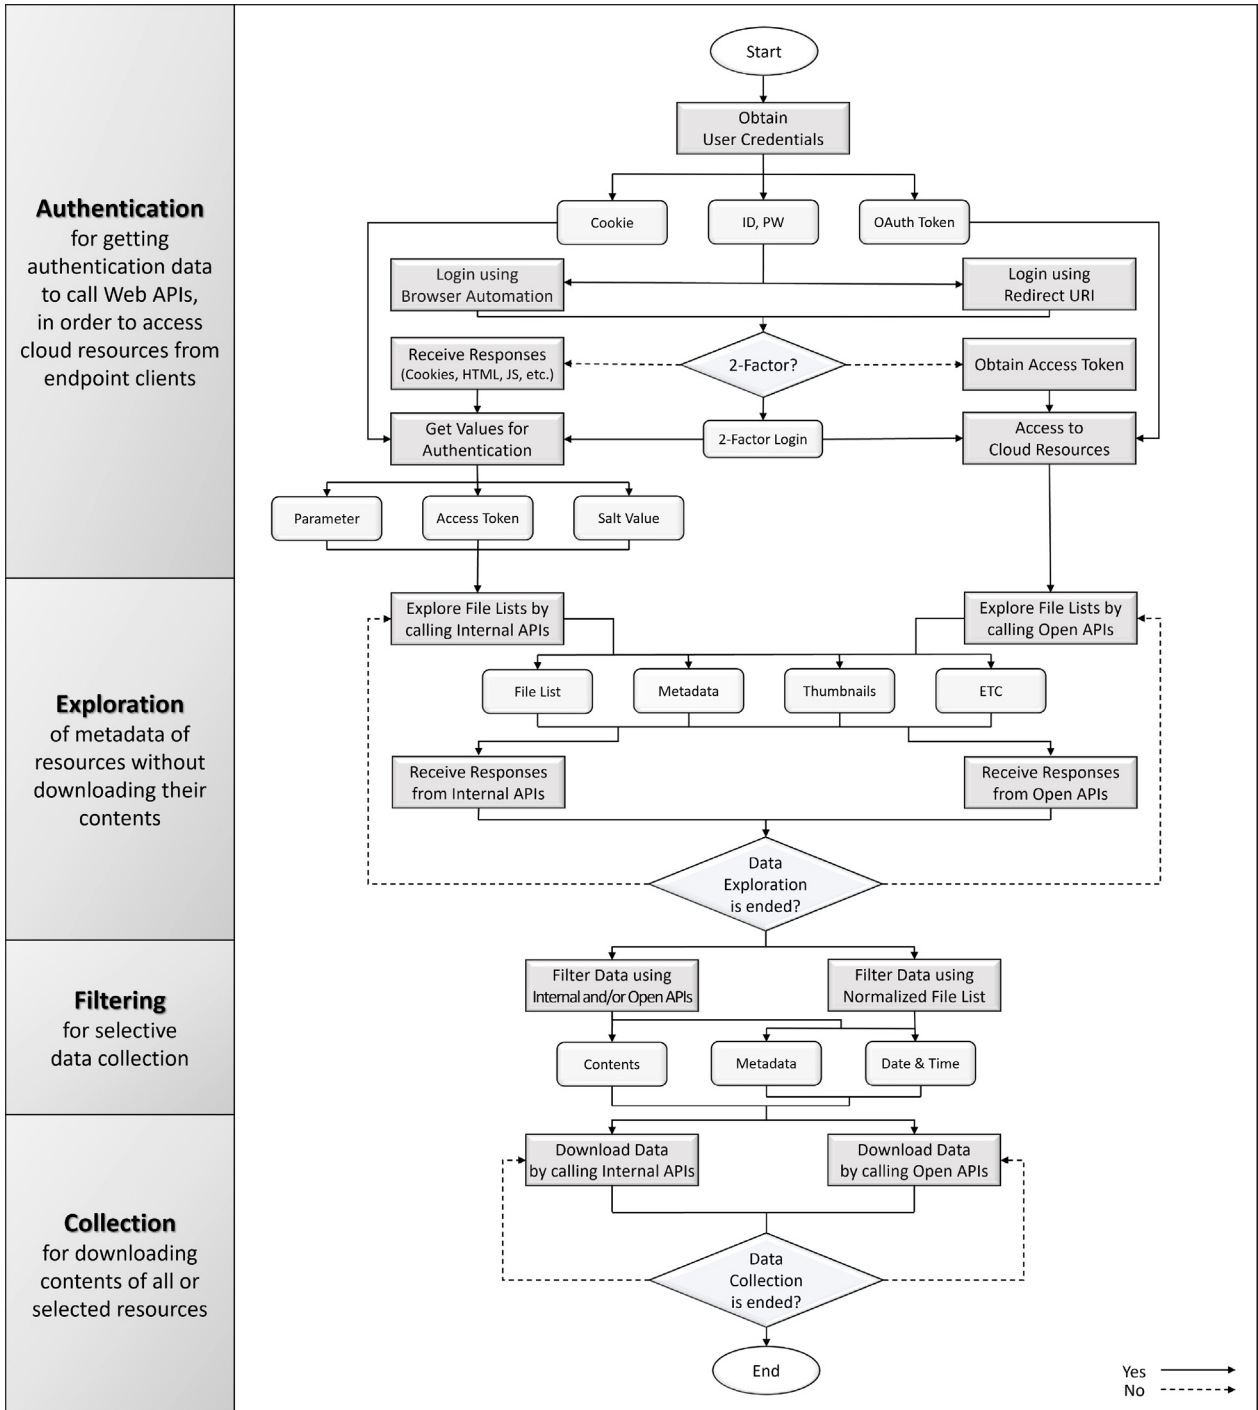 Authentication
for getting
authentication data
to call Web APIs,
in order to access
cloud resources from
endpoint clients
Start
Obtain
User Credentials
Cookie
ID, PW
OAuth Token
Login using
Browser Automation
Login using
Redirect URI
Receive Responses
(Cookies, HTML, JS, etc.)
2-Factor?
Obtain Access Token
Get Values for
Authentication
2-Factor Login
Access to
Cloud Resources
Parameter
Access Token
Salt Value
Exploration
of metadata of
resources without
downloading their
contents
Explore File Lists by
calling Internal APIs
Explore File Lists by
calling Open APIs
File List
Metadata
Thumbnails
ETC
Receive Responses
from Internal APIs
Receive Responses
from Open APIs
Data
Exploration
is ended?
Filtering
for selective
data collection
Filter Data using
Internal and/or Open APIs
Filter Data using
Normalized File List
Contents
Metadata
Date & Time
Collection
for downloading
contents of all or
selected resources
Download Data
by calling Internal APIs
Download Data
by calling Open APIs
Data
Collection
is ended?
End
Yes
No